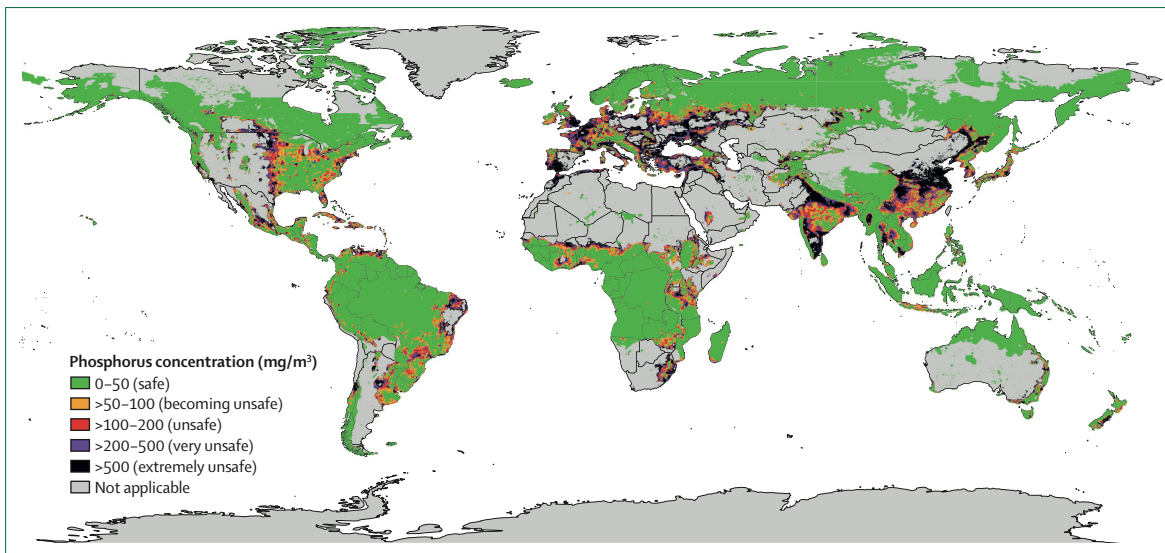 Phosphorus concentration (mg/m³)
0–50 (safe)
>50–100 (becoming unsafe)
>100–200 (unsafe)
>200–500 (very unsafe)
>500 (extremely unsafe)
Not applicable